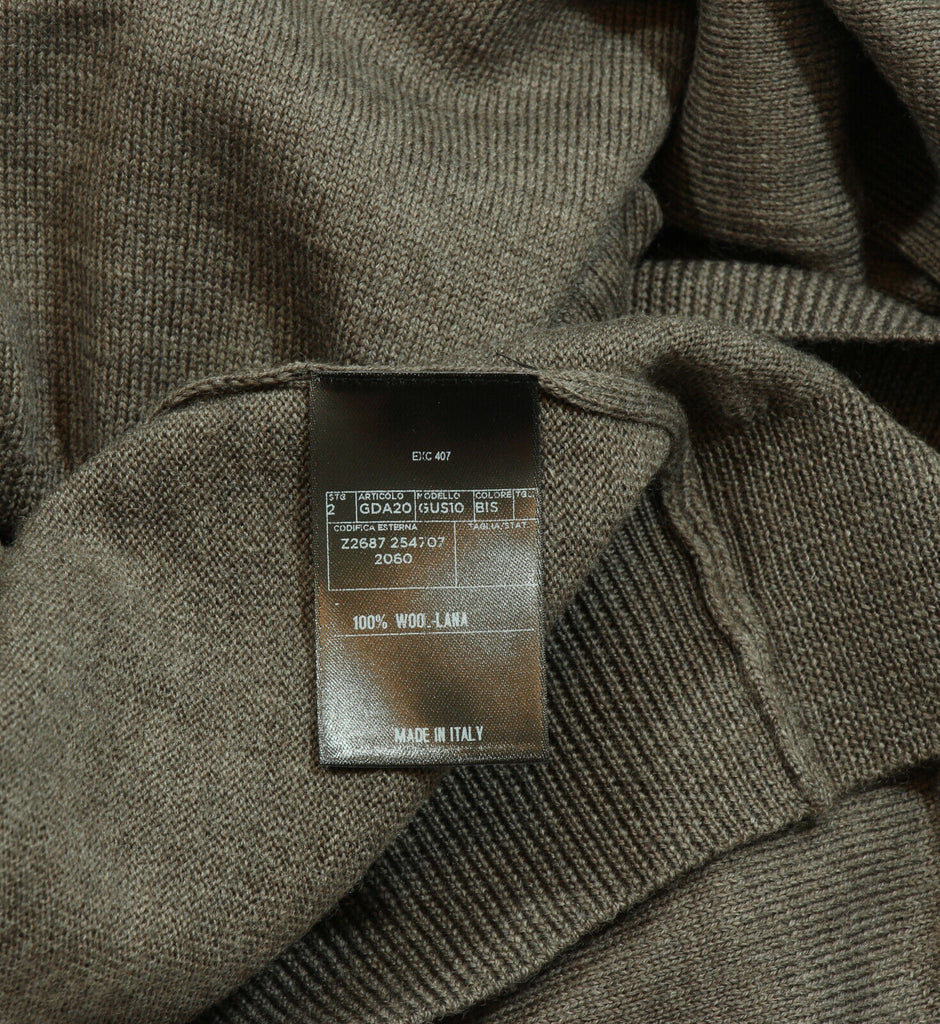 EXC 407
STG ARTICOLO MODELLO COLORE TGL.
2 GDA20 GUS10 BIS
CODIFICA ESTERNA TAGLIA/STAT.
Z2687 254707
2060
100% WOOL-LANA
MADE IN ITALY